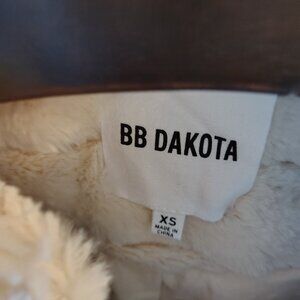 BB DAKOTA
XS
MADE IN
CHINA